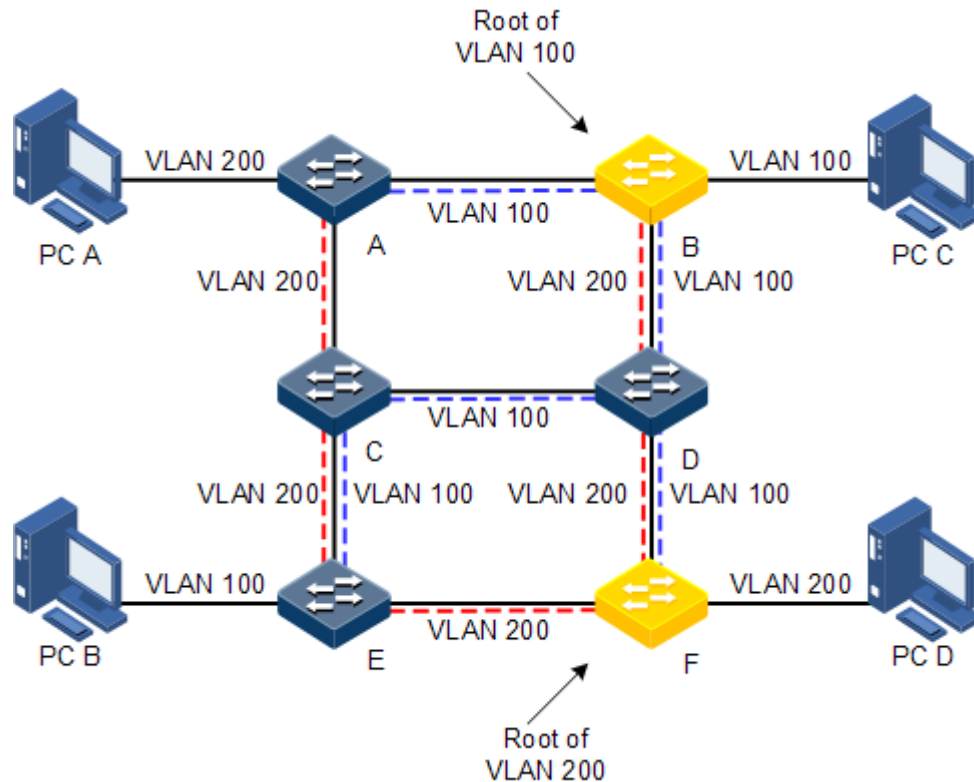 Root of
VLAN 100
VLAN 200
VLAN 100
VLAN 100
PC A
A
B
PC C
VLAN 200
VLAN 200
VLAN 100
VLAN 100
C
D
VLAN 200
VLAN 100
VLAN 200
VLAN 100
VLAN 100
VLAN 200
VLAN 200
PC B
E
F
PC D
Root of
VLAN 200